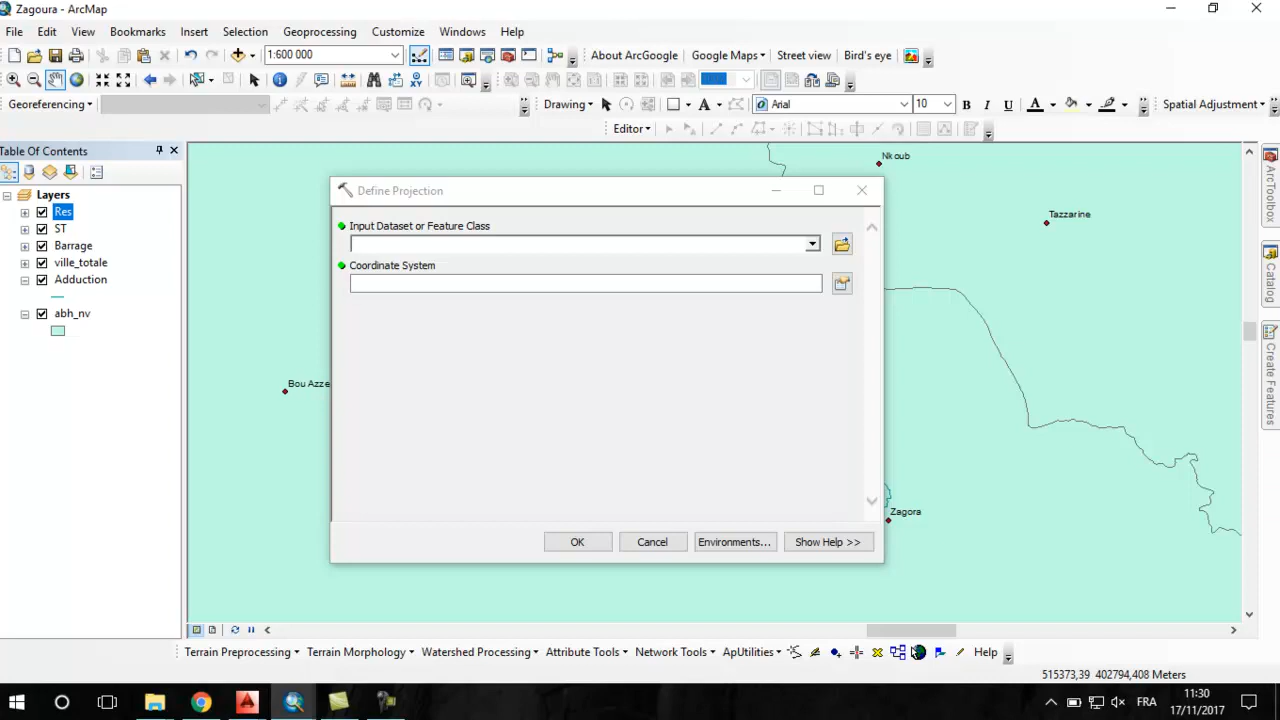 Zagoura - ArcMap
File Edit View Bookmarks Insert Selection Geoprocessing Customize Windows Help
1:600 000
About ArcGoogle Google Maps Street view Bird's eye
Georeferencing Drawing A Arial 10 B I U A Spatial Adjustment
Editor
Table Of Contents
Layers
Res
ST
Barrage
ville_totale
Adduction
abh_nv
Nkoub
Tazzarine
Bou Azze
Zagora
Define Projection
Input Dataset or Feature Class
Coordinate System
OK Cancel Environments... Show Help >>
ArcToolbox
Catalog
Create Features
Terrain Preprocessing Terrain Morphology Watershed Processing Attribute Tools Network Tools ApUtilities Help
515373,39 402794,408 Meters
FRA
11:30
17/11/2017